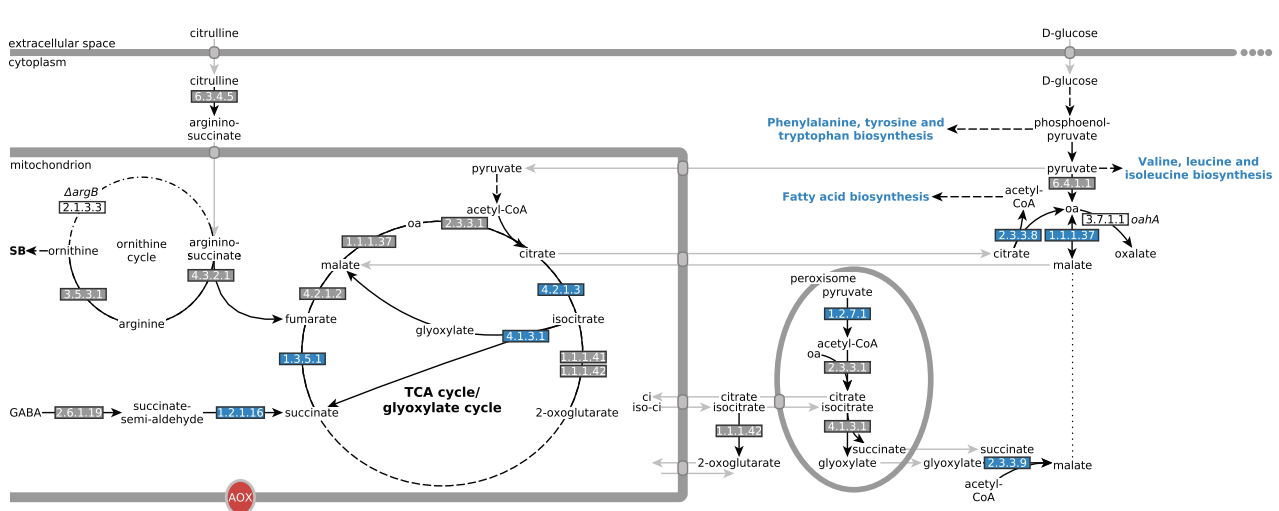 citrulline
D-glucose
extracellular space
cytoplasm
citrulline
D-glucose
6.3.4.5
arginino-
succinate
Phenylalanine, tyrosine and
tryptophan biosynthesis
phosphoenol-
pyruvate
mitochondrion
pyruvate
pyruvate
Valine, leucine and
isoleucine biosynthesis
6.4.1.1
ΔargB
2.1.3.3
Fatty acid biosynthesis
acetyl-
CoA
acetyl-CoA
oa
3.7.1.1
oahA
oa
2.3.3.1
1.1.1.37
2.3.3.8
1.1.1.37
SB
ornithine
ornithine
cycle
arginino-
succinate
citrate
citrate
oxalate
malate
malate
4.3.2.1
peroxisome
pyruvate
3.5.3.1
4.2.1.2
4.2.1.3
1.2.7.1
arginine
fumarate
glyoxylate
isocitrate
4.1.3.1
acetyl-CoA
oa
2.3.3.1
1.3.5.1
1.1.1.41
1.1.1.42
TCA cycle/
glyoxylate cycle
GABA
2.6.1.19
succinate-
semi-aldehyde
1.2.1.16
succinate
2-oxoglutarate
ci
iso-ci
citrate
isocitrate
citrate
isocitrate
1.1.1.42
4.1.3.1
succinate
succinate
2-oxoglutarate
glyoxylate
glyoxylate
2.3.3.9
malate
acetyl-
CoA
AOX